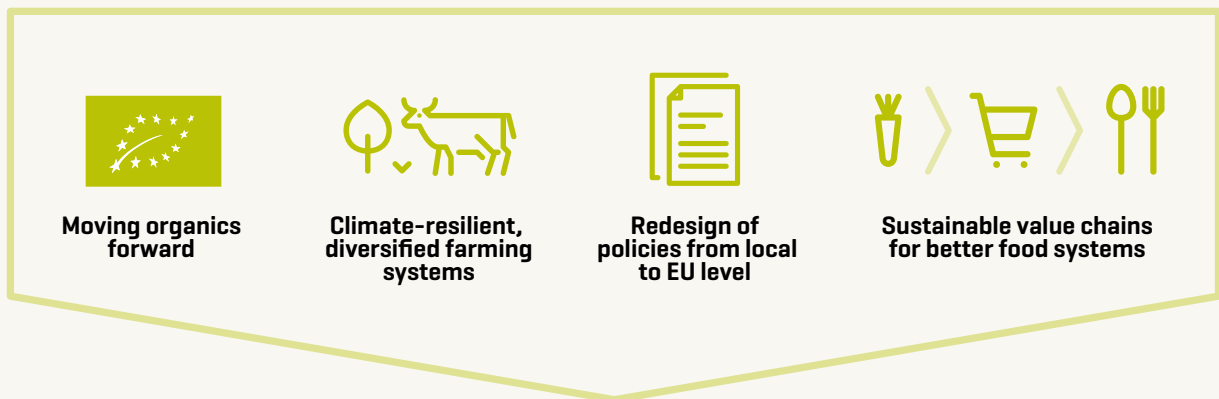 Moving organics
forward
Climate-resilient,
diversified farming
systems
Redesign of
policies from local
to EU level
Sustainable value chains
for better food systems